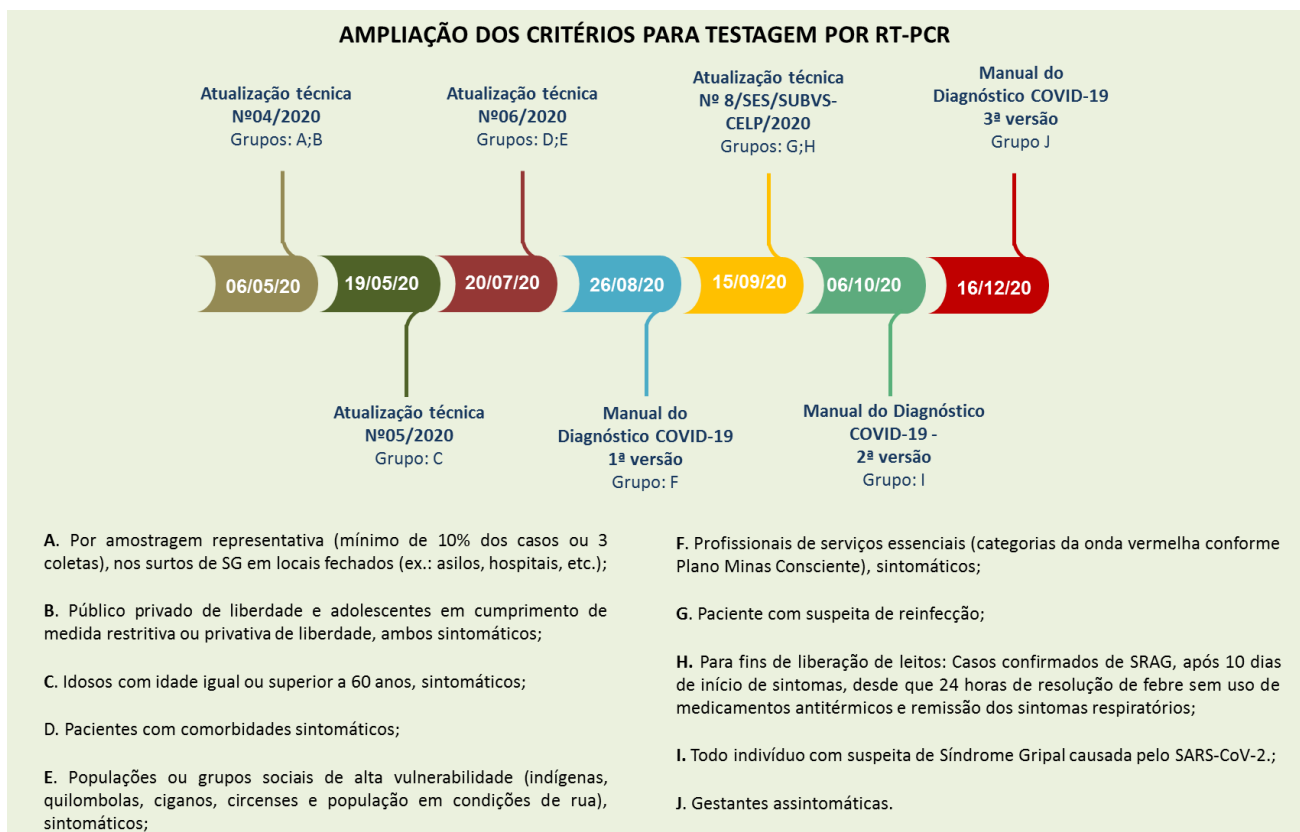 AMPLIAÇÃO DOS CRITÉRIOS PARA TESTAGEM POR RT-PCR
Atualização técnica
Nº04/2020
Grupos: A;B
Atualização técnica
Nº06/2020
Grupos: D;E
Atualização técnica
Nº 8/SES/SUBVS-
CELP/2020
Grupos: G;H
Manual do
Diagnóstico COVID-19
3ª versão
Grupo J
06/05/20
19/05/20
20/07/20
26/08/20
15/09/20
06/10/20
16/12/20
Atualização técnica
Nº05/2020
Grupo: C
Manual do
Diagnóstico COVID-19
1ª versão
Grupo: F
Manual do Diagnóstico
COVID-19 -
2ª versão
Grupo: I
A. Por amostragem representativa (mínimo de 10% dos casos ou 3
coletas), nos surtos de SG em locais fechados (ex.: asilos, hospitais, etc.);
B. Público privado de liberdade e adolescentes em cumprimento de
medida restritiva ou privativa de liberdade, ambos sintomáticos;
C. Idosos com idade igual ou superior a 60 anos, sintomáticos;
D. Pacientes com comorbidades sintomáticos;
E. Populações ou grupos sociais de alta vulnerabilidade (indígenas,
quilombolas, ciganos, circenses e população em condições de rua),
sintomáticos;
F. Profissionais de serviços essenciais (categorias da onda vermelha conforme
Plano Minas Consciente), sintomáticos;
G. Paciente com suspeita de reinfecção;
H. Para fins de liberação de leitos: Casos confirmados de SRAG, após 10 dias
de início de sintomas, desde que 24 horas de resolução de febre sem uso de
medicamentos antitérmicos e remissão dos sintomas respiratórios;
I. Todo indivíduo com suspeita de Síndrome Gripal causada pelo SARS-CoV-2.;
J. Gestantes assintomáticas.